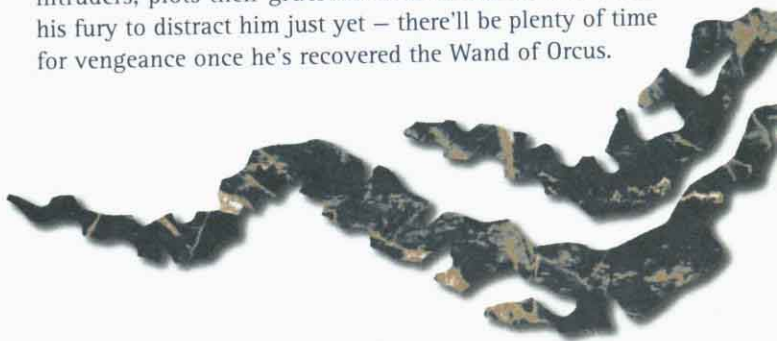 his fury to distract him just yet – there'll be plenty of time
for vengeance once he's recovered the Wand of Orcus.